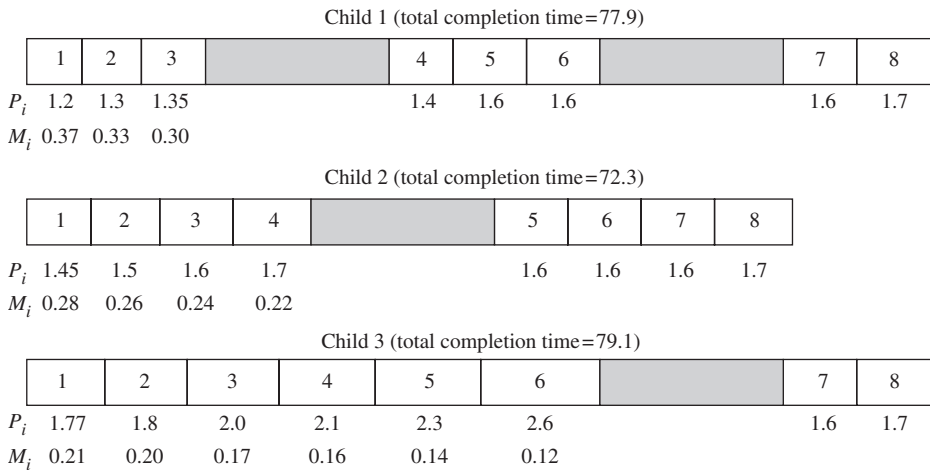 Child 1 (total completion time=77.9)
1 2 3 4 5 6 7 8
Pi 1.2 1.3 1.35 1.4 1.6 1.6 1.6 1.7
Mi 0.37 0.33 0.30
Child 2 (total completion time=72.3)
1 2 3 4 5 6 7 8
Pi 1.45 1.5 1.6 1.7 1.6 1.6 1.6 1.7
Mi 0.28 0.26 0.24 0.22
Child 3 (total completion time=79.1)
1 2 3 4 5 6 7 8
Pi 1.77 1.8 2.0 2.1 2.3 2.6 1.6 1.7
Mi 0.21 0.20 0.17 0.16 0.14 0.12